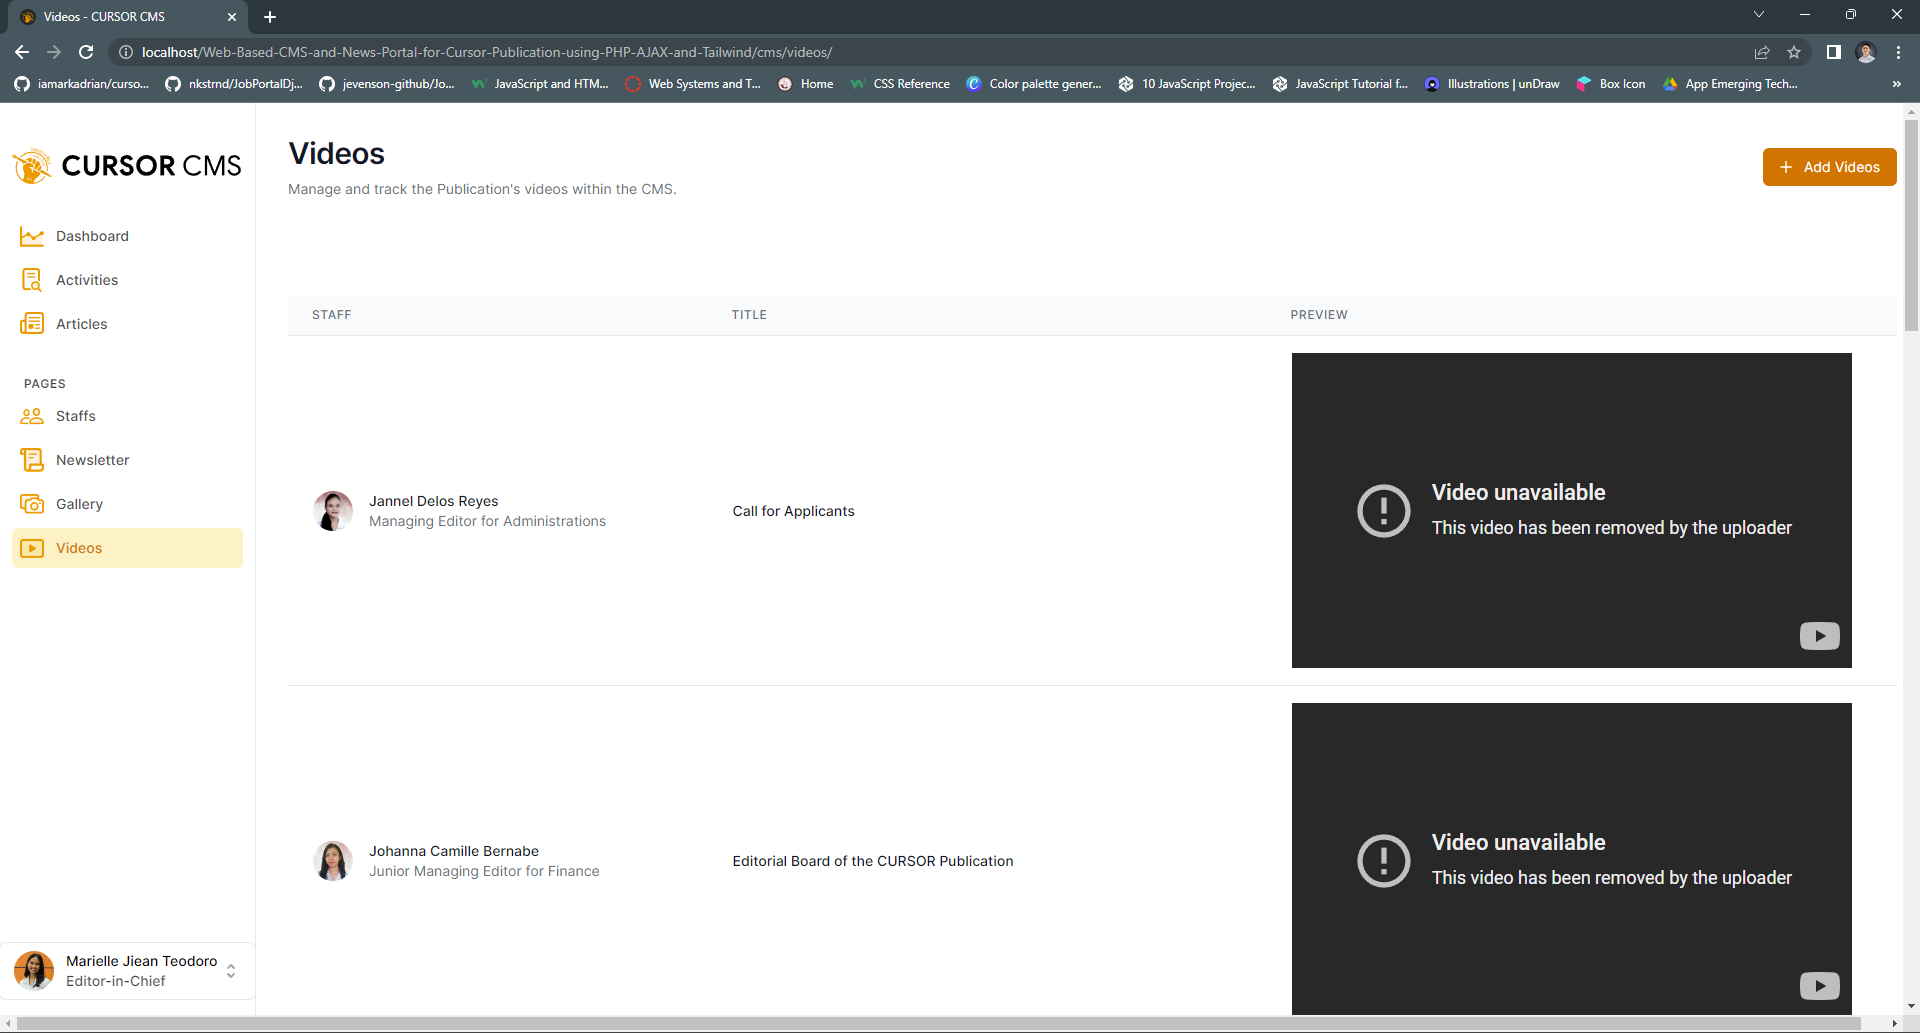 Videos - CURSOR CMS
localhost/Web-Based-CMS-and-News-Portal-for-Cursor-Publication-using-PHP-AJAX-and-Tailwind/cms/videos/
iamarkadrian/curso...
nkstrnd/JobPortalDj...
jevenson-github/Jo...
JavaScript and HTM...
Web Systems and T...
Home
CSS Reference
Color palette gener...
10 JavaScript Projec...
JavaScript Tutorial f...
Illustrations | unDraw
Box Icon
App Emerging Tech...
CURSOR CMS
Dashboard
Activities
Articles
PAGES
Staffs
Newsletter
Gallery
Videos
Marielle Jiean Teodoro
Editor-in-Chief
Videos
Manage and track the Publication's videos within the CMS.
Add Videos
STAFF
TITLE
PREVIEW
Jannel Delos Reyes
Managing Editor for Administrations
Call for Applicants
Video unavailable
This video has been removed by the uploader
Johanna Camille Bernabe
Junior Managing Editor for Finance
Editorial Board of the CURSOR Publication
Video unavailable
This video has been removed by the uploader